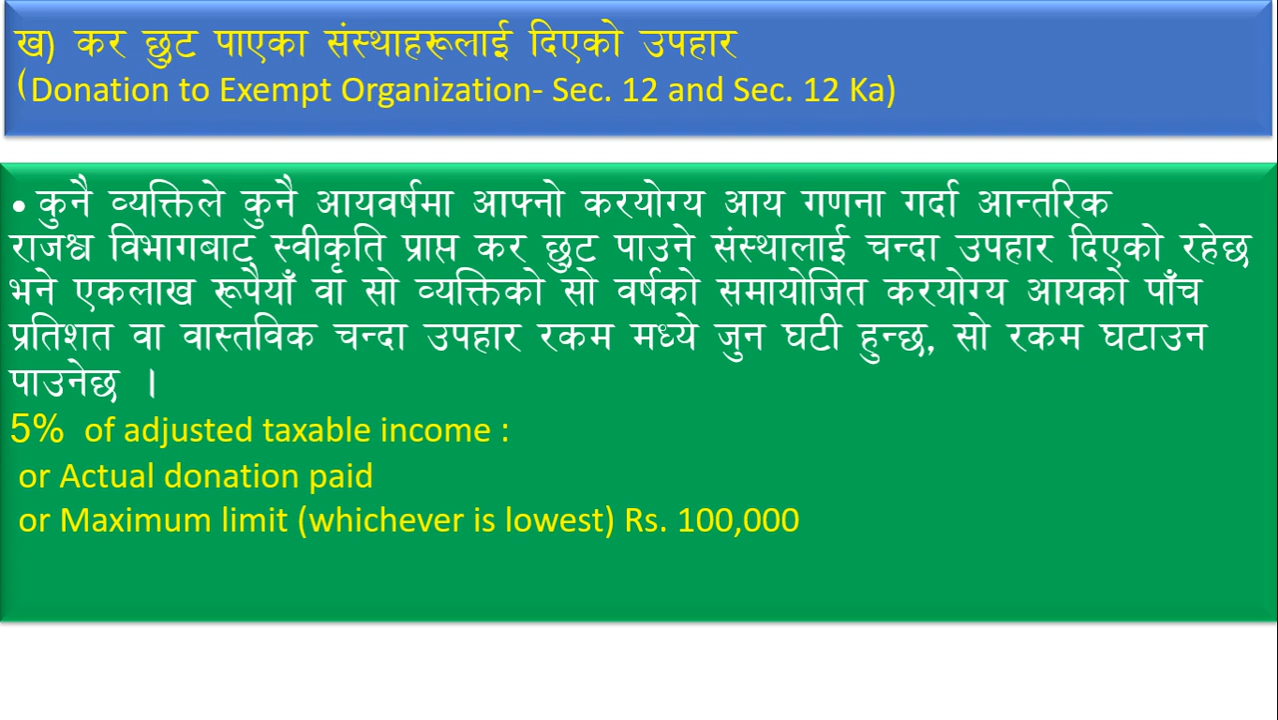 ख) कर छुट पाएका संस्थाहरूलाई दिएको उपहार
(Donation to Exempt Organization- Sec. 12 and Sec. 12 Ka)
• कुनै व्यक्तिले कुनै आयवर्षमा आफ्नो करयोग्य आय गणना गर्दा आन्तरिक
राजश्व विभागबाट स्वीकृति प्राप्त कर छुट पाउने संस्थालाई चन्दा उपहार दिएको रहेछ
भने एकलाख रूपैयाँ वा सो व्यक्तिको सो वर्षको समायोजित करयोग्य आयको पाँच
प्रतिशत वा वास्तविक चन्दा उपहार रकम मध्ये जुन घटी हुन्छ, सो रकम घटाउन
पाउनेछ ।
5% of adjusted taxable income :
or Actual donation paid
or Maximum limit (whichever is lowest) Rs. 100,000